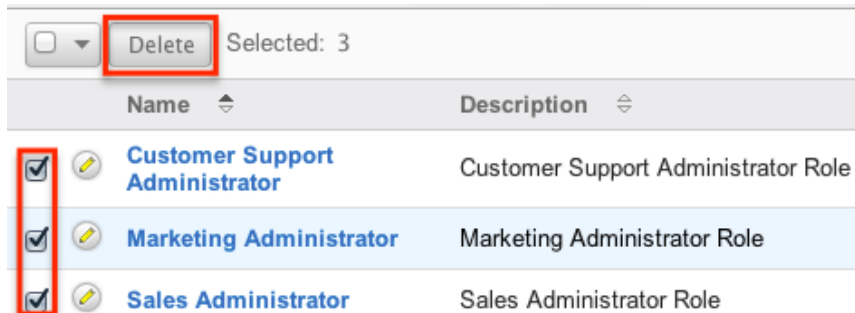 Delete Selected: 3
Name Description
Customer Support
Administrator
Customer Support Administrator Role
Marketing Administrator Marketing Administrator Role
Sales Administrator Sales Administrator Role